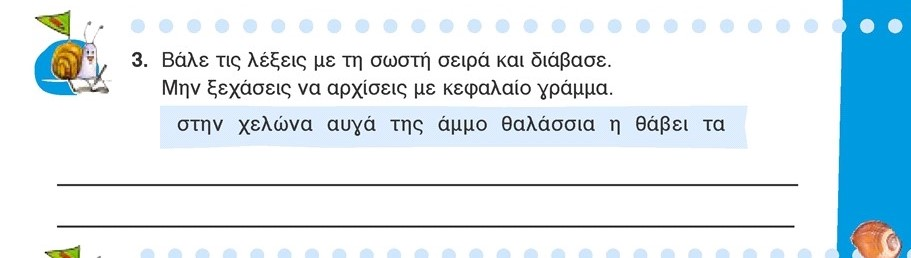 3. Βάλε τις λέξεις με τη σωστή σειρά και διάβασε.
Μην ξεχάσεις να αρχίσεις με κεφαλαίο γράμμα.
στην χελώνα αυγά της άμμο θαλάσσια η θάβει τα